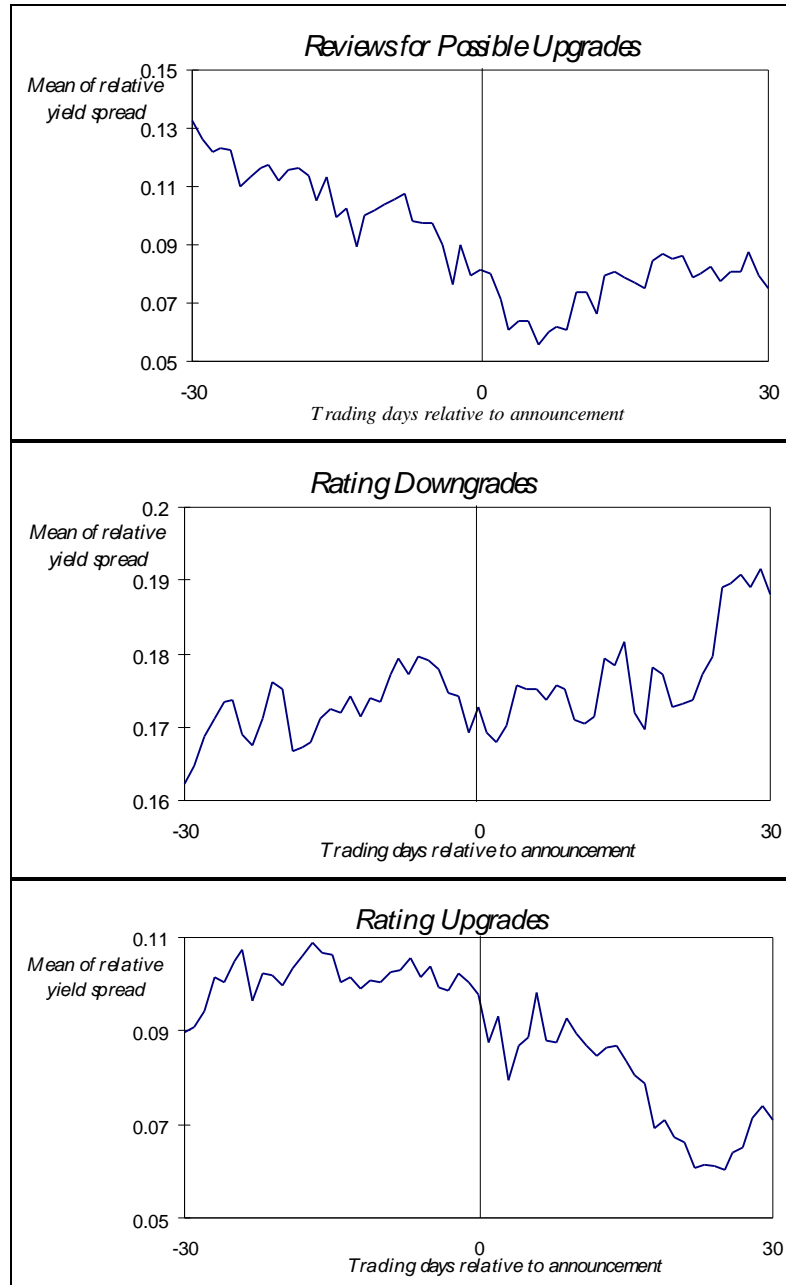 Reviews for Possible Upgrades
0.15
Mean of relative
yield spread
0.13
0.11
0.09
0.07
0.05
-30 0 30
Trading days relative to announcement
Rating Downgrades
0.2
Mean of relative
yield spread
0.19
0.18
0.17
0.16
-30 0 30
Trading days relative to announcement
Rating Upgrades
0.11
Mean of relative
yield spread
0.09
0.07
0.05
-30 0 30
Trading days relative to announcement